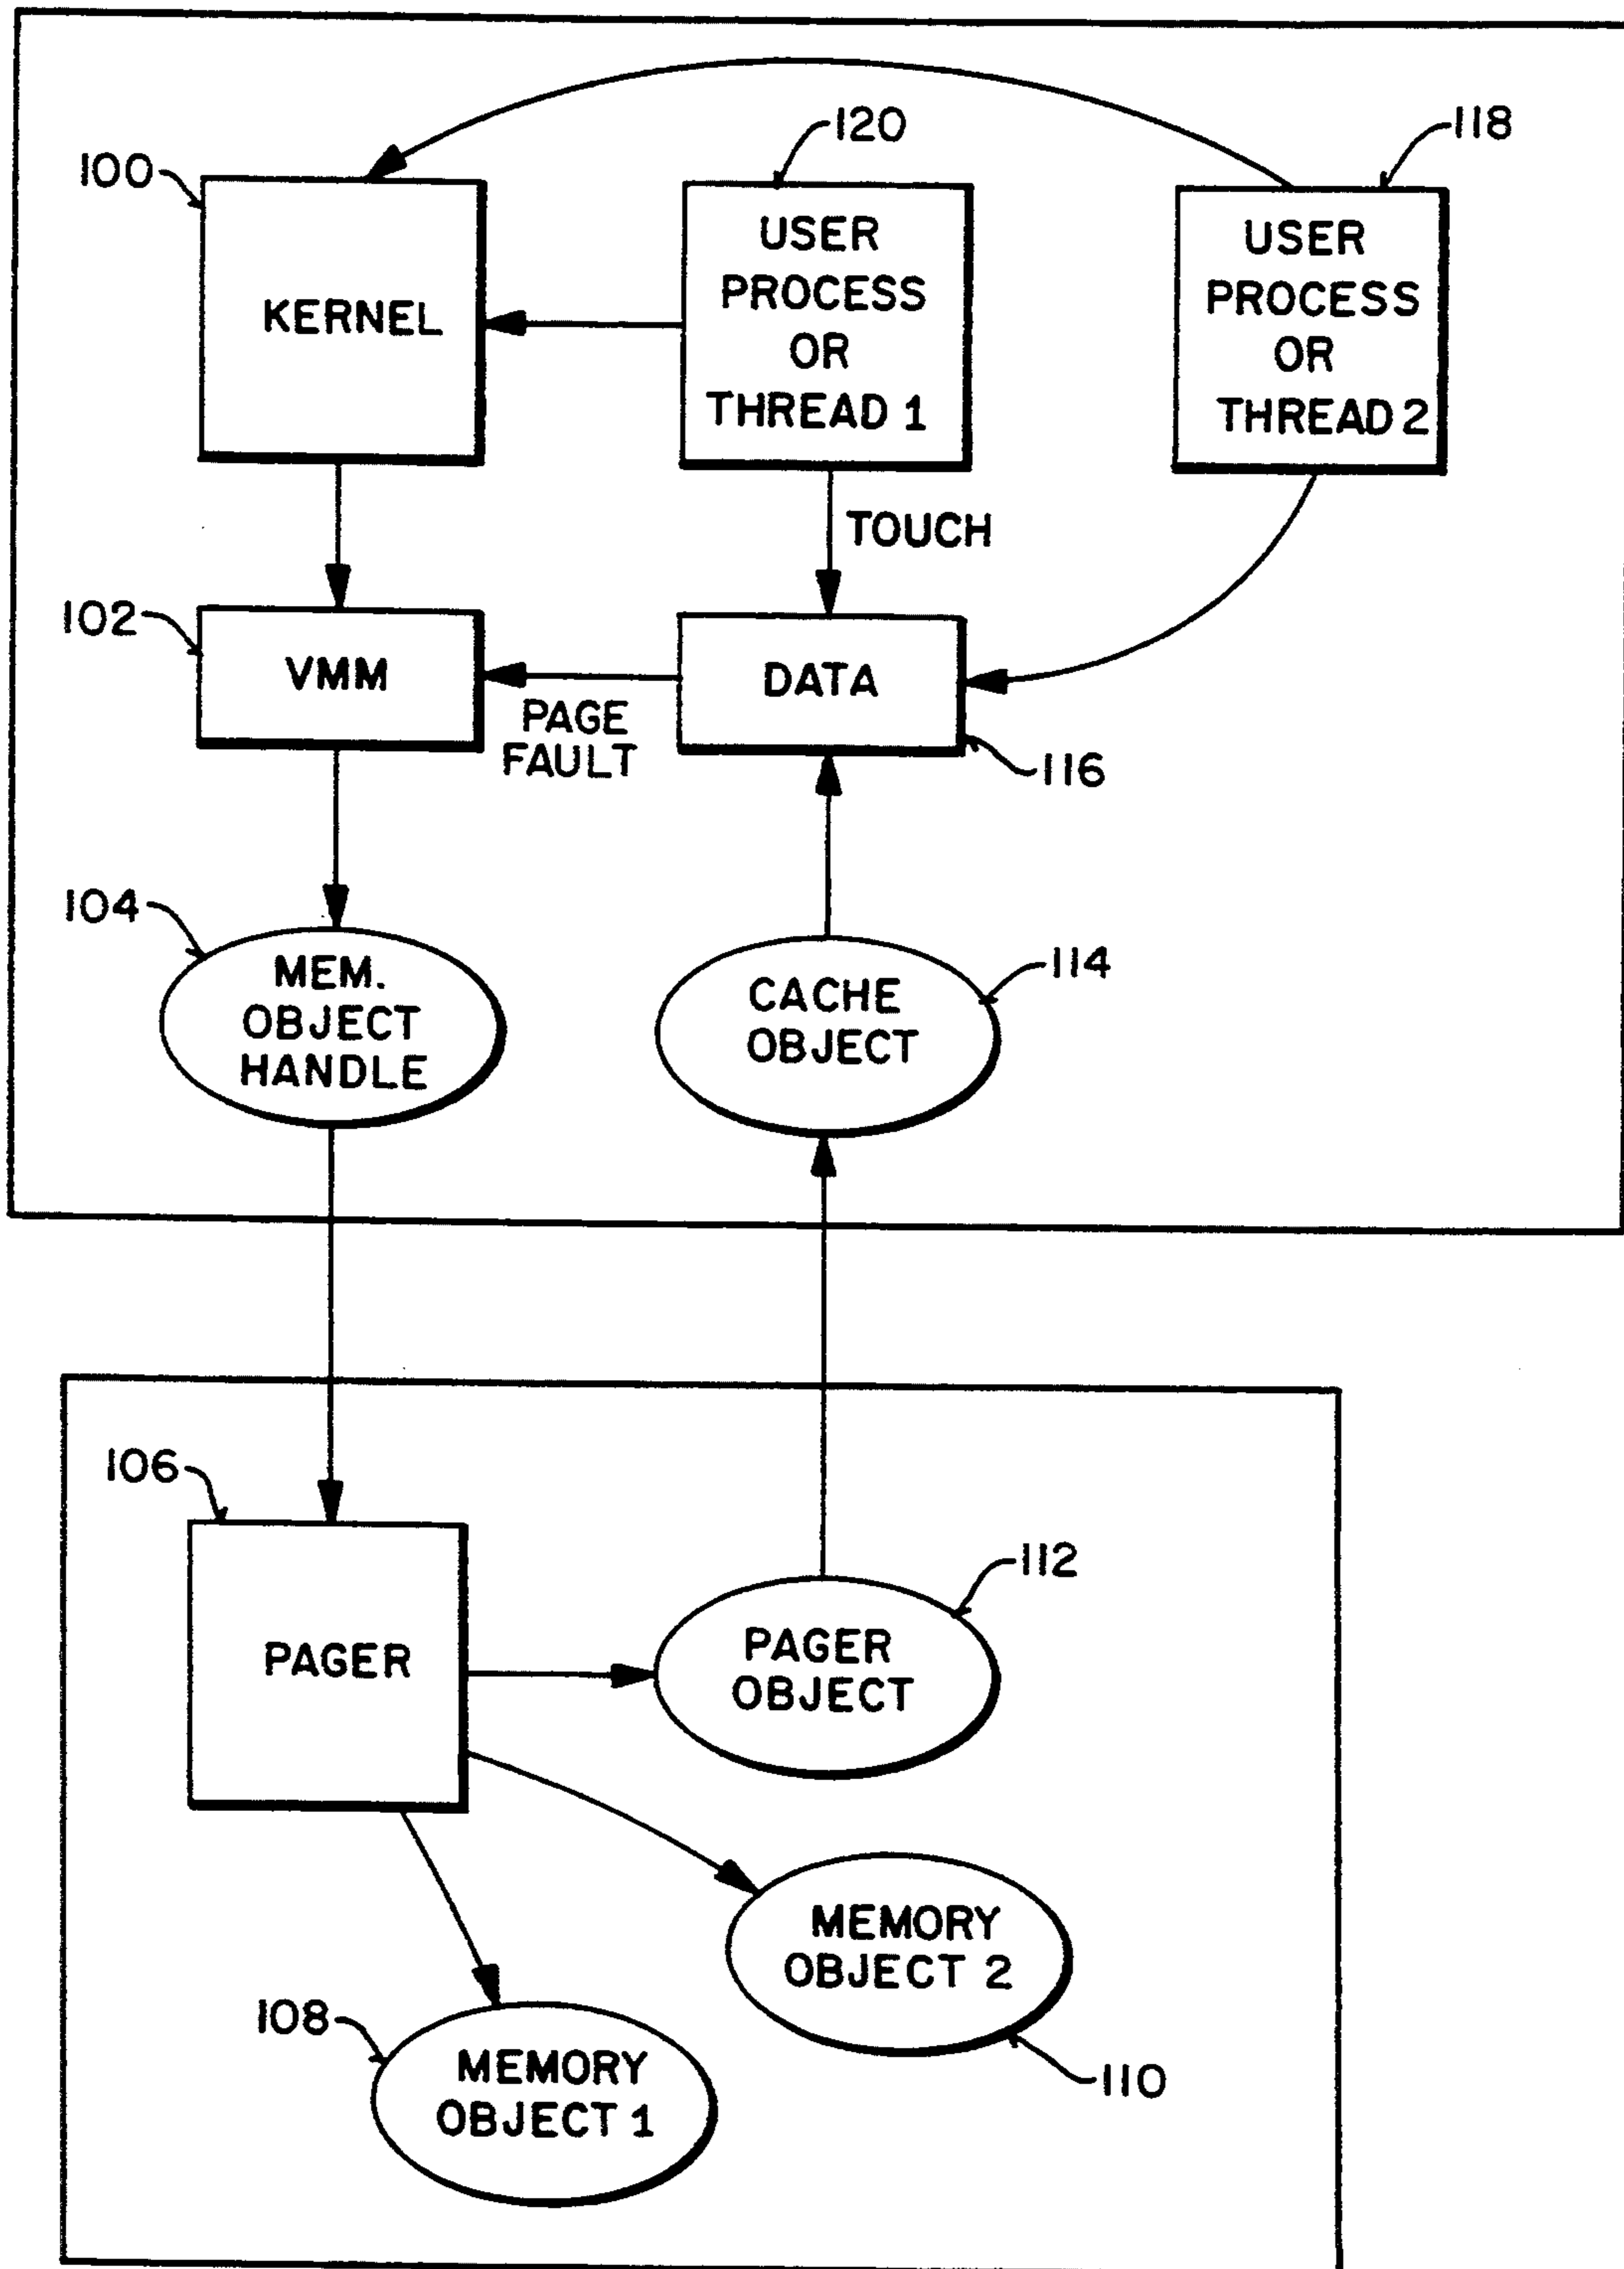 120
118
100
KERNEL
USER
PROCESS
OR
THREAD 1
USER
PROCESS
OR
THREAD 2
TOUCH
102
VMM
PAGE
FAULT
DATA
116
104
MEM.
OBJECT
HANDLE
CACHE
OBJECT
114
106
PAGER
112
PAGER
OBJECT
MEMORY
OBJECT 2
110
108
MEMORY
OBJECT 1